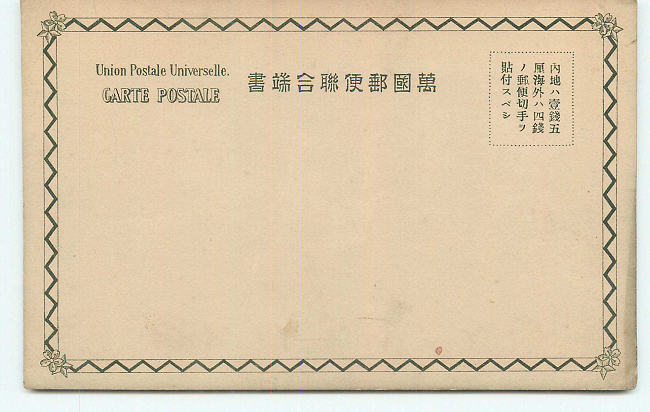 Union Postale Universelle.
CARTE POSTALE
書端合聯便郵國萬
內地ハ壹錢五
厘海外ハ四錢
ノ郵便切手ヲ
貼付スベシ